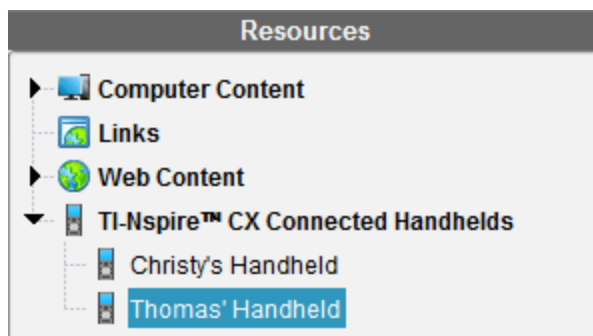 Resources
Computer Content
Links
Web Content
TI-Nspire™ CX Connected Handhelds
Christy's Handheld
Thomas' Handheld